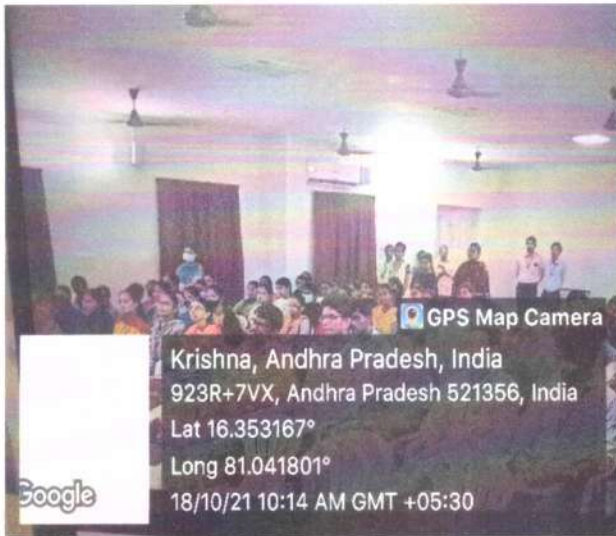 GPS Map Camera
Krishna, Andhra Pradesh, India
923R+7VX, Andhra Pradesh 521356, India
Lat 16.353167°
Long 81.041801°
Google
18/10/21 10:14 AM GMT +05:30